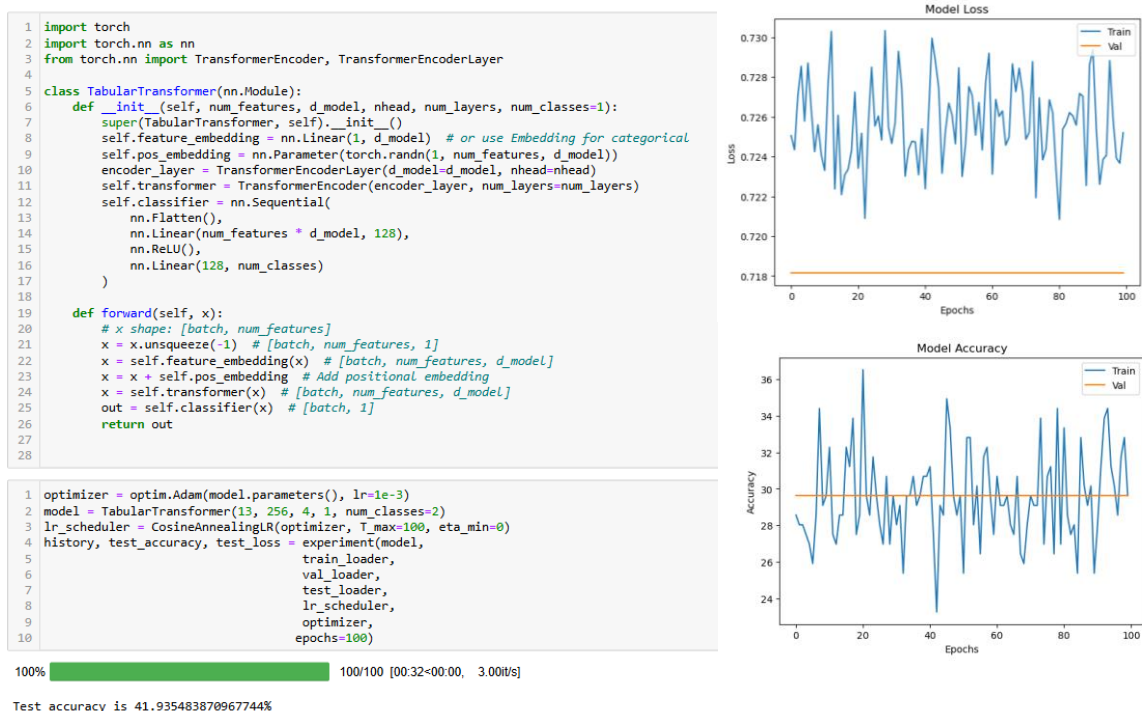 1 import torch
2 import torch.nn as nn
3 from torch.nn import TransformerEncoder, TransformerEncoderLayer
4
5 class TabularTransformer(nn.Module):
6     def __init__(self, num_features, d_model, nhead, num_layers, num_classes=1):
7         super(TabularTransformer, self).__init__()
8         self.feature_embedding = nn.Linear(1, d_model)  # or use Embedding for categorical
9         self.pos_embedding = nn.Parameter(torch.randn(1, num_features, d_model))
10         encoder_layer = TransformerEncoderLayer(d_model=d_model, nhead=nhead)
11         self.transformer = TransformerEncoder(encoder_layer, num_layers=num_layers)
12         self.classifier = nn.Sequential(
13             nn.Flatten(),
14             nn.Linear(num_features * d_model, 128),
15             nn.ReLU(),
16             nn.Linear(128, num_classes)
17         )
18
19     def forward(self, x):
20         # x shape: [batch, num_features]
21         x = x.unsqueeze(-1)  # [batch, num_features, 1]
22         x = self.feature_embedding(x)  # [batch, num_features, d_model]
23         x = x + self.pos_embedding  # Add positional embedding
24         x = self.transformer(x)  # [batch, num_features, d_model]
25         out = self.classifier(x)  # [batch, 1]
26         return out
27
28
1 optimizer = optim.Adam(model.parameters(), lr=1e-3)
2 model = TabularTransformer(13, 256, 4, 1, num_classes=2)
3 lr_scheduler = CosineAnnealingLR(optimizer, T_max=100, eta_min=0)
4 history, test_accuracy, test_loss = experiment(model,
5                                     train_loader,
6                                     val_loader,
7                                     test_loader,
8                                     lr_scheduler,
9                                     optimizer,
10                                    epochs=100)
100% 100/100 [00:32<00:00, 3.00it/s]
Test accuracy is 41.935483870967744%
Model Loss
Train
Val
0.730
0.728
0.726
0.724
0.722
0.720
0.718
Loss
0 20 40 60 80 100
Epochs
Model Accuracy
Train
Val
36
34
32
30
28
26
24
Accuracy
0 20 40 60 80 100
Epochs